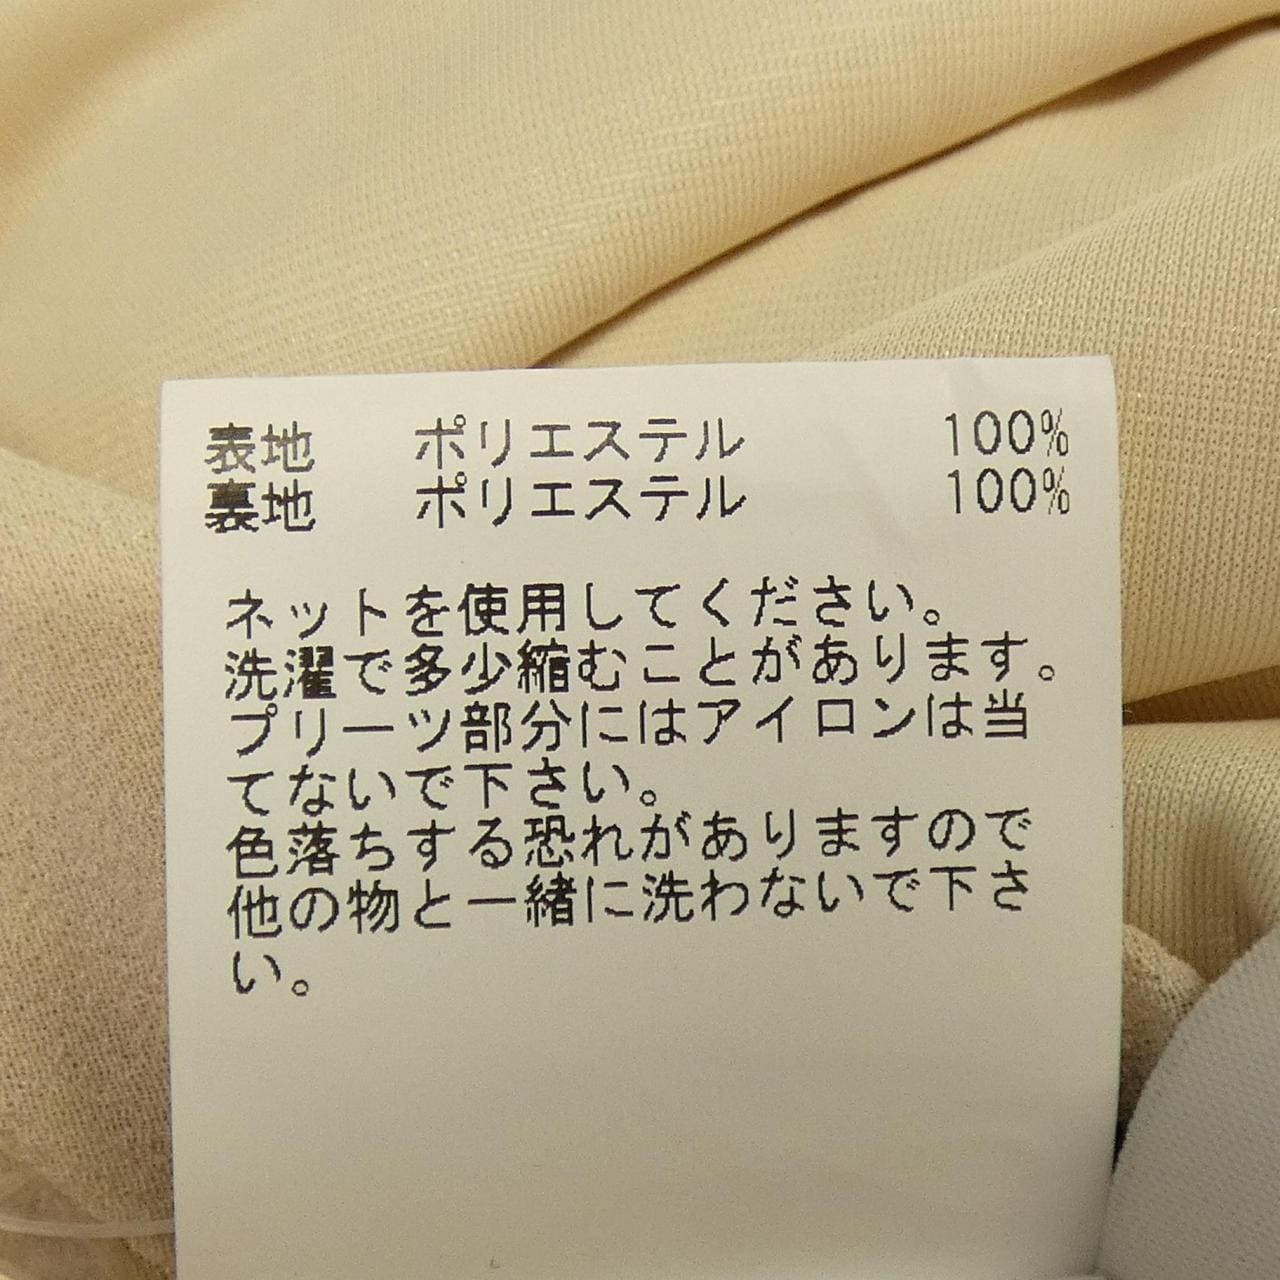 表地 ポリエステル 100%
裏地 ポリエステル 100%
ネットを使用してください。
洗濯で多少縮むことがあります。
プリーツ部分にはアイロンは当
てないで下さい。
色落ちする恐れがありますので
他の物と一緒に洗わないで下さ
い。